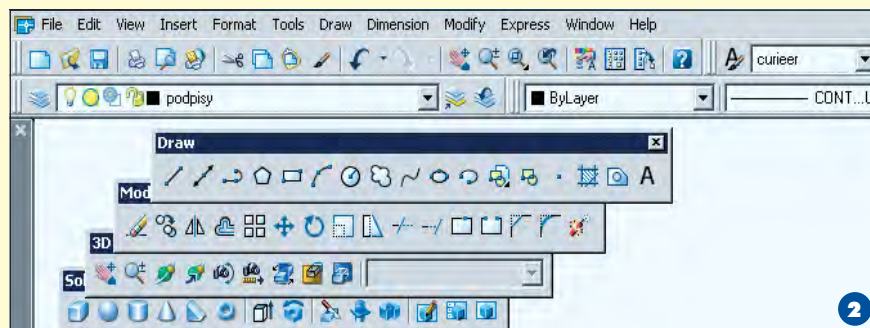 File Edit View Insert Format Tools Draw Dimension Modify Express Window Help
curieer
podpisy ByLayer CONT...U
Draw
Mod
3D
Sol
2